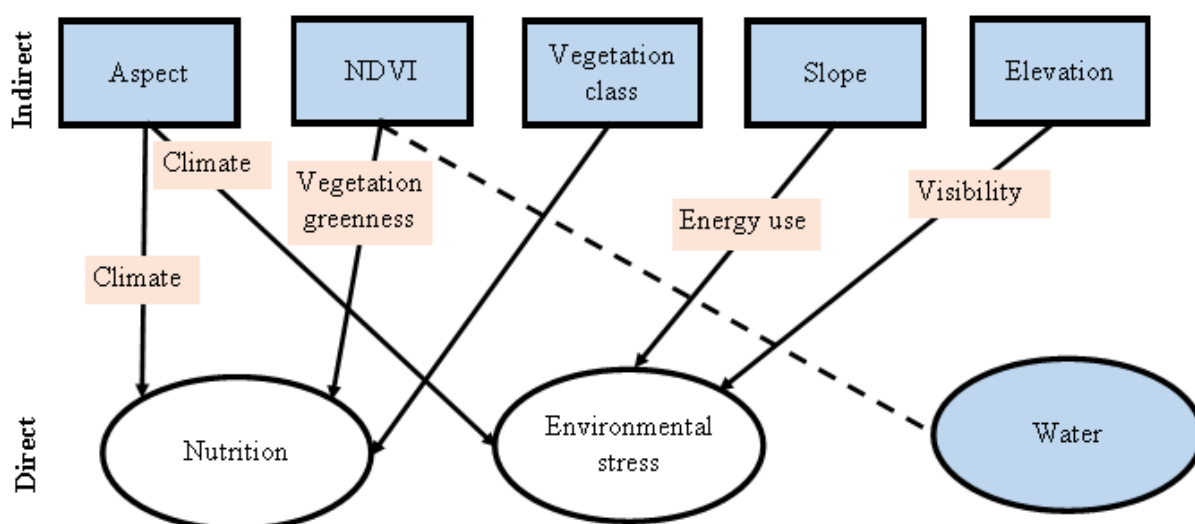 Indirect
Aspect
NDVI
Vegetation
class
Slope
Elevation
Climate
Vegetation
greenness
Visibility
Energy use
Climate
Direct
Nutrition
Environmental
stress
Water